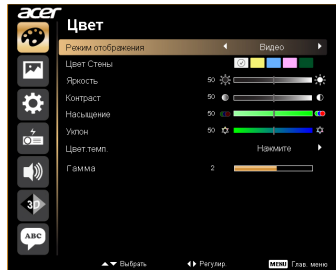 acer
Цвет
Режим отображения Видео
Цвет Стены
Яркость 50
Контраст 50
Насыщение 50
Уклон 50
Цвет.темп. Нажмите
Гамма 2
3D
ABC
Выбрать Регулир. MENU Глав. меню